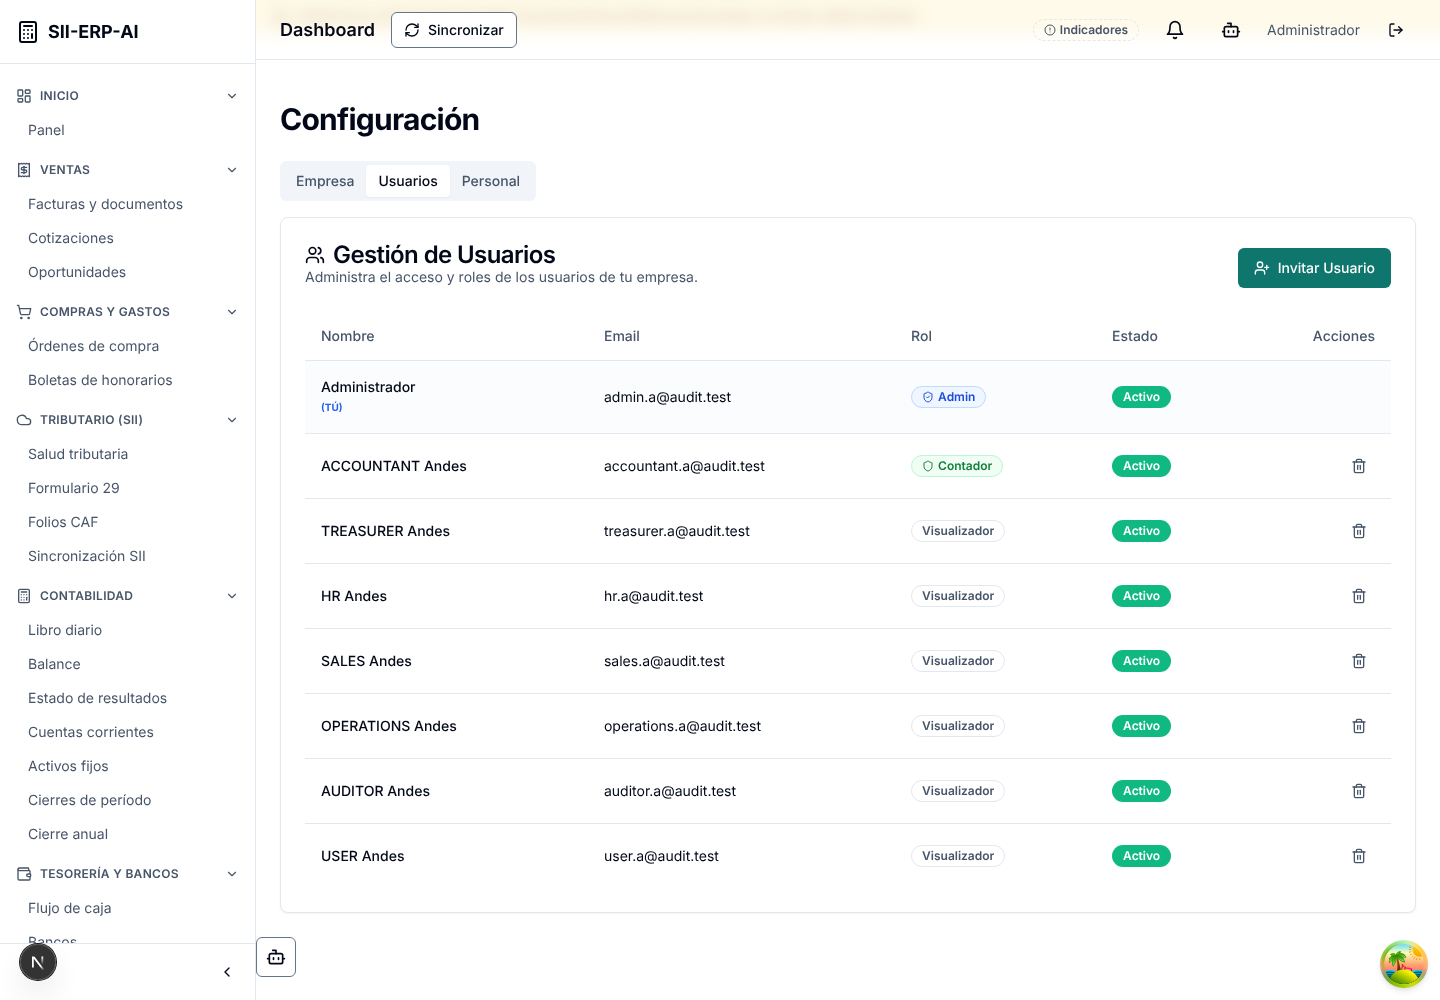 SII-ERP-AI
Dashboard
Sincronizar
Indicadores
Administrador
INICIO
Panel
VENTAS
Facturas y documentos
Cotizaciones
Oportunidades
COMPRAS Y GASTOS
Órdenes de compra
Boletas de honorarios
TRIBUTARIO (SII)
Salud tributaria
Formulario 29
Folios CAF
Sincronización SII
CONTABILIDAD
Libro diario
Balance
Estado de resultados
Cuentas corrientes
Activos fijos
Cierres de período
Cierre anual
TESORERÍA Y BANCOS
Flujo de caja
Bancos
N
Configuración
Empresa Usuarios Personal
Gestión de Usuarios
Administra el acceso y roles de los usuarios de tu empresa.
Invitar Usuario
Nombre Email Rol Estado Acciones
Administrador
(TÚ)
admin.a@audit.test Admin Activo
ACCOUNTANT Andes accountant.a@audit.test Contador Activo
TREASURER Andes treasurer.a@audit.test Visualizador Activo
HR Andes hr.a@audit.test Visualizador Activo
SALES Andes sales.a@audit.test Visualizador Activo
OPERATIONS Andes operations.a@audit.test Visualizador Activo
AUDITOR Andes auditor.a@audit.test Visualizador Activo
USER Andes user.a@audit.test Visualizador Activo